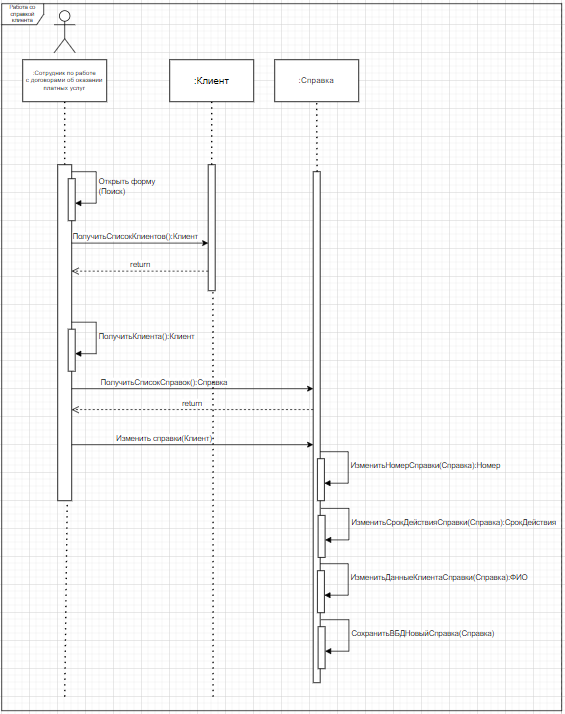 Работа со
справкой
клиента
:Сотрудник по работе
с договорами об оказании
платных услуг
:Клиент
:Справка
Открыть форму
(Поиск)
ПолучитьСписокКлиентов():Клиент
return
ПолучитьКлиента():Клиент
ПолучитьСписокСправок():Справка
return
Изменить справки(Клиент)
ИзменитьНомерСправки(Справка):Номер
ИзменитьСрокДействияСправки(Справка):СрокДействия
ИзменитьДанныеКлиентаСправки(Справка):ФИО
СохранитьВБДНовыйСправка(Справка)